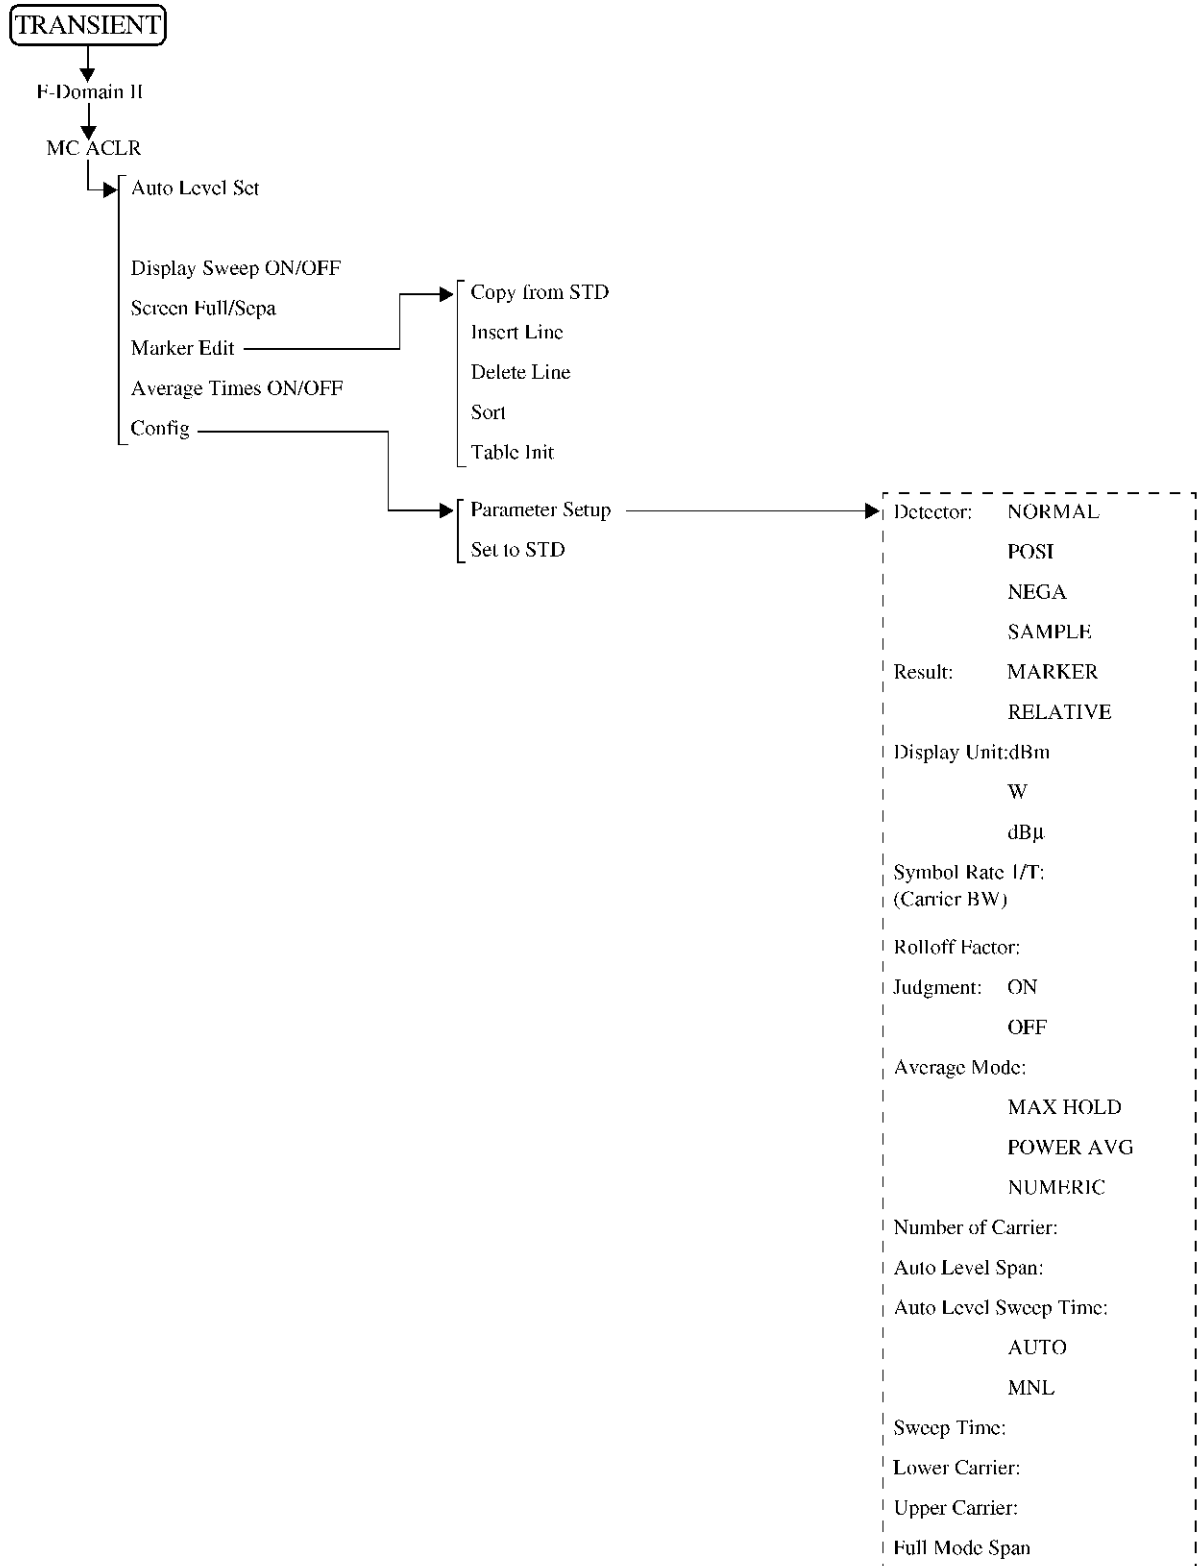 TRANSIENT
F-Domain II
MC ACLR
Auto Level Set
Display Sweep ON/OFF
Screen Full/Sepa
Marker Edit
Average Times ON/OFF
Config
Copy from STD
Insert Line
Delete Line
Sort
Table Init
Parameter Setup
Set to STD
Detector: NORMAL
POSI
NEGA
SAMPLE
Result: MARKER
RELATIVE
Display Unit:dBm
W
dBμ
Symbol Rate 1/T:
(Carrier BW)
Rolloff Factor:
Judgment: ON
OFF
Average Mode:
MAX HOLD
POWER AVG
NUMERIC
Number of Carrier:
Auto Level Span:
Auto Level Sweep Time:
AUTO
MNL
Sweep Time:
Lower Carrier:
Upper Carrier:
Full Mode Span